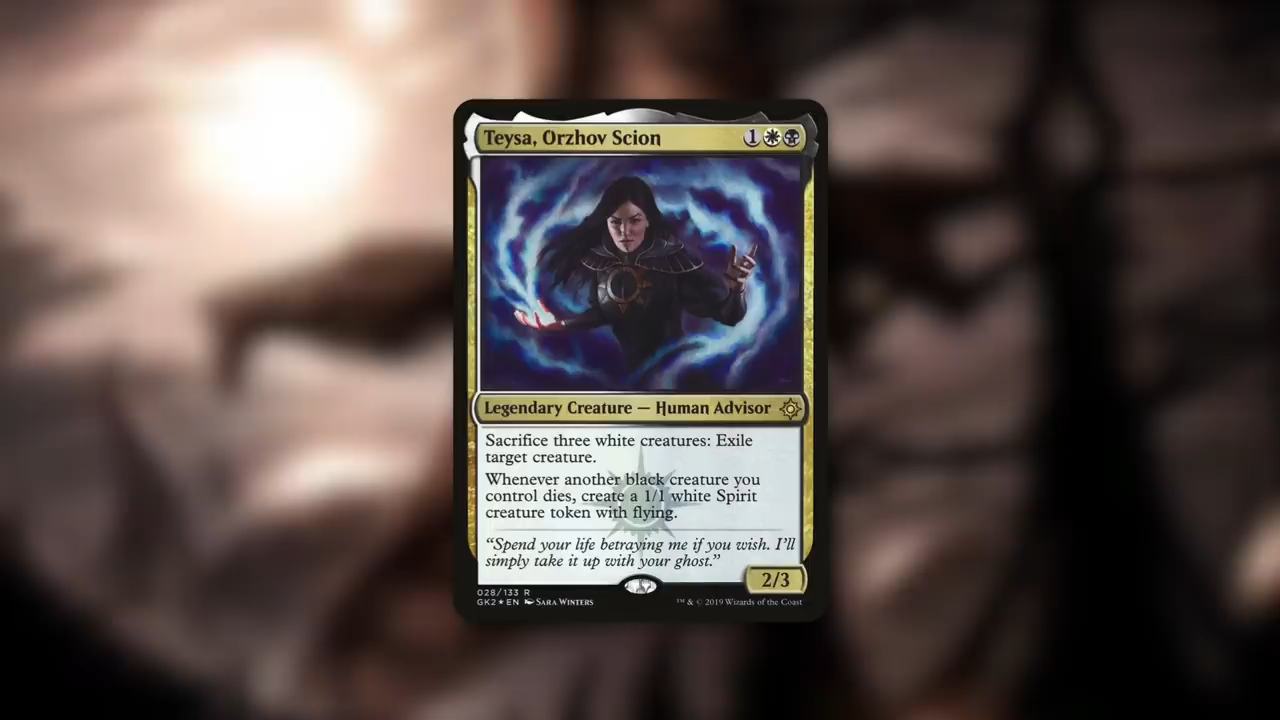 Teysa, Orzhov Scion 1
Legendary Creature — Human Advisor
Sacrifice three white creatures: Exile
target creature.
Whenever another black creature you
control dies, create a 1/1 white Spirit
creature token with flying.
“Spend your life betraying me if you wish. I’ll
simply take it up with your ghost.”
2/3
028/133 R
GK2★EN Sara Winters
™ & © 2019 Wizards of the Coast